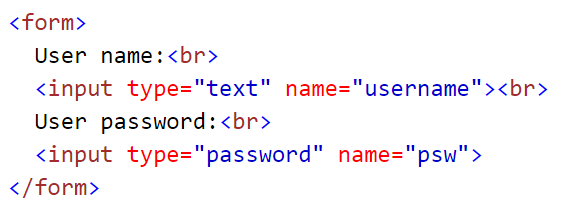 <form>
User name:<br>
<input type="text" name="username"><br>
User password:<br>
<input type="password" name="psw">
</form>